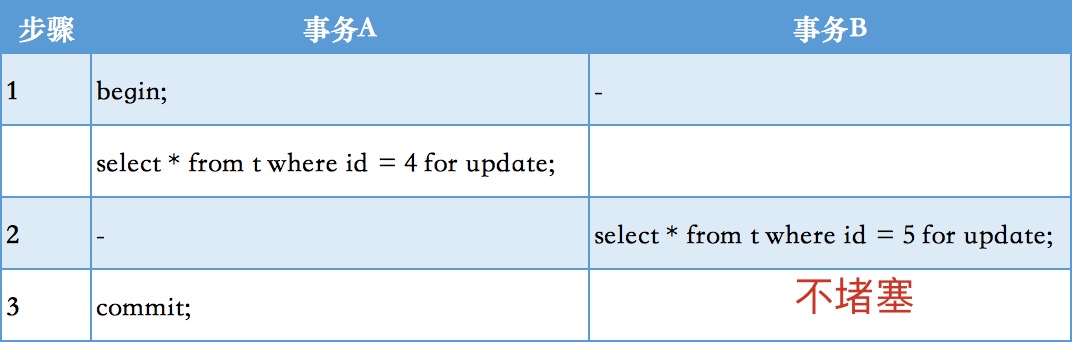 步骤 事务A 事务B
1 begin; -
select * from t where id = 4 for update;
2 - select * from t where id = 5 for update;
3 commit; 不堵塞